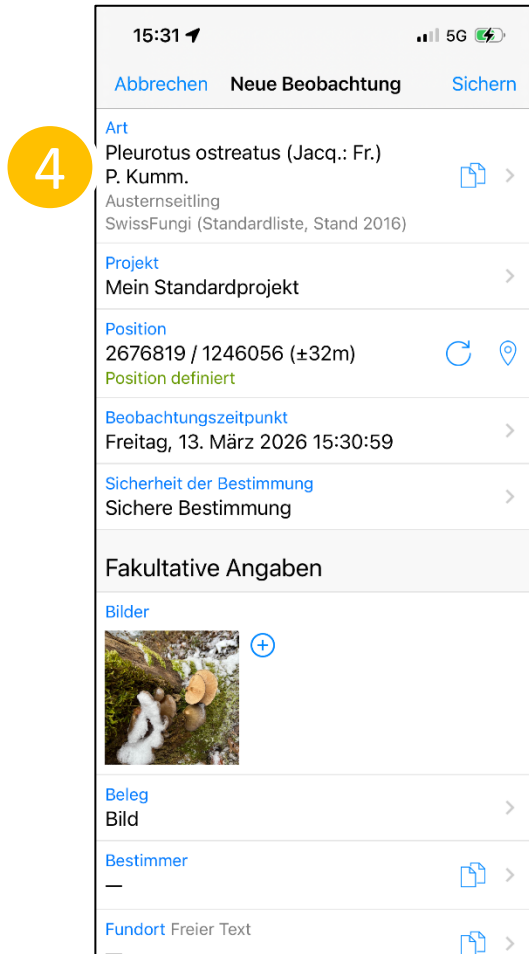 15:31
5G
Abbrechen Neue Beobachtung Sichern
4
Art
Pleurotus ostreatus (Jacq.: Fr.)
P. Kumm.
Austernseitling
SwissFungi (Standardliste, Stand 2016)
Projekt
Mein Standardprojekt
Position
2676819 / 1246056 (±32m)
Position definiert
Beobachtungszeitpunkt
Freitag, 13. März 2026 15:30:59
Sicherheit der Bestimmung
Sichere Bestimmung
Fakultative Angaben
Bilder
Beleg
Bild
Bestimmer
—
Fundort Freier Text
—